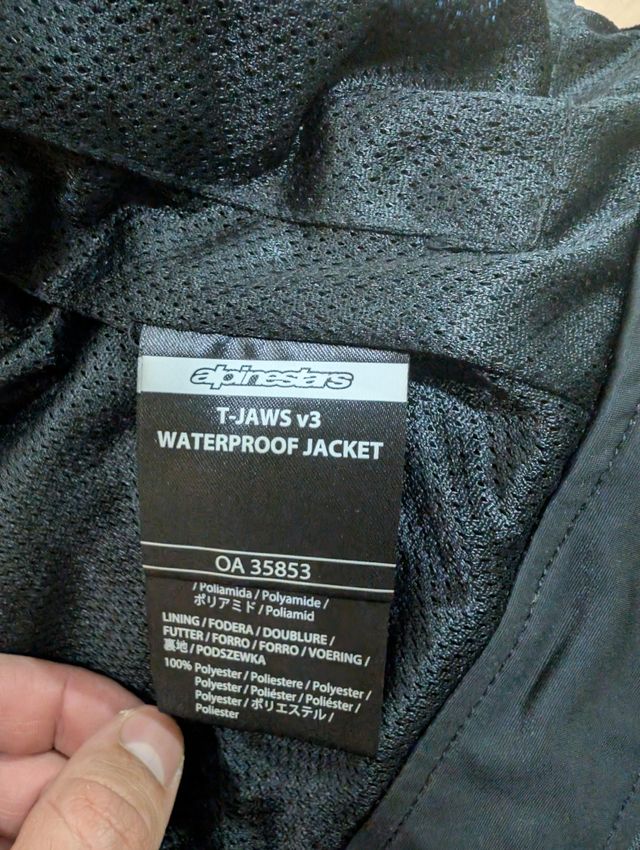 alpinestars
T-JAWS v3
WATERPROOF JACKET
OA 35853
/ Poliamida / Polyamide /
ポリアミド / Poliamid
LINING / FODERA / DOUBLURE /
FUTTER / FORRO / FORRO / VOERING /
裏地 / PODSZEWKA
100% Polyester / Poliestere / Polyester /
Polyester / Poliéster / Poliéster /
Polyester / ポリエステル /
Poliester